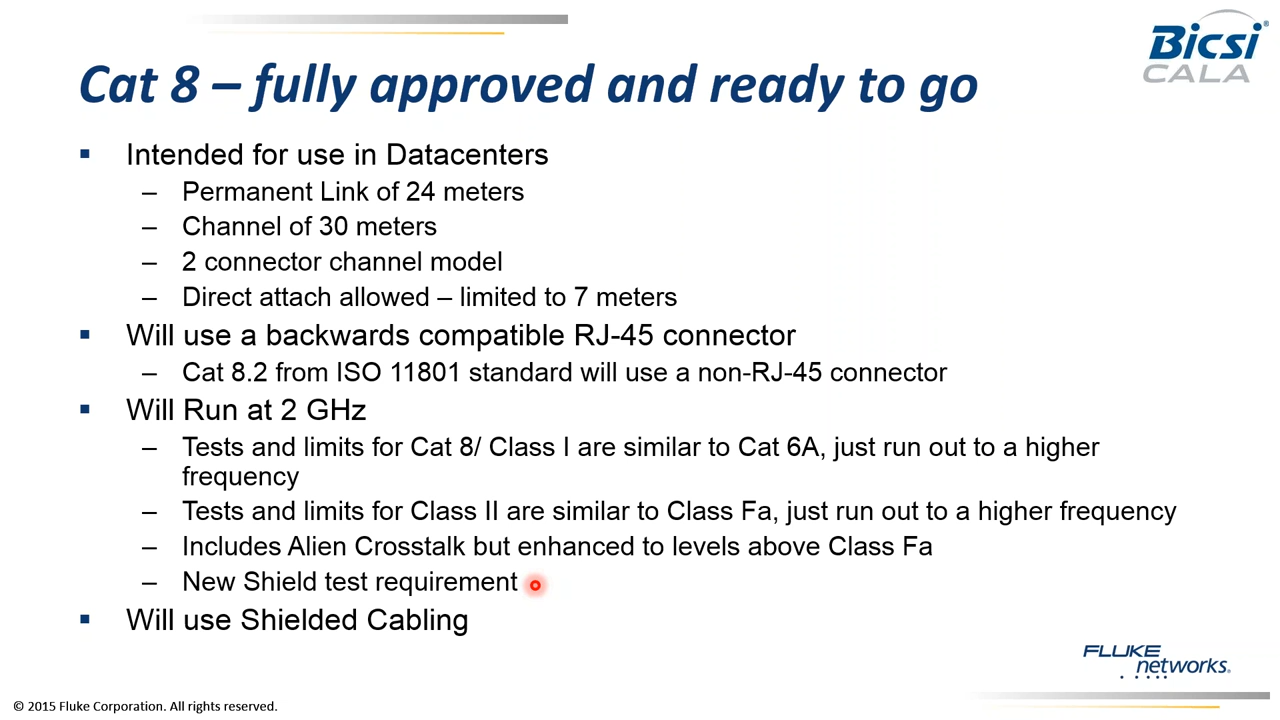 Bicsi®
CALA
Cat 8 – fully approved and ready to go
▪ Intended for use in Datacenters
– Permanent Link of 24 meters
– Channel of 30 meters
– 2 connector channel model
– Direct attach allowed – limited to 7 meters
▪ Will use a backwards compatible RJ-45 connector
– Cat 8.2 from ISO 11801 standard will use a non-RJ-45 connector
▪ Will Run at 2 GHz
– Tests and limits for Cat 8/ Class I are similar to Cat 6A, just run out to a higher
frequency
– Tests and limits for Class II are similar to Class Fa, just run out to a higher frequency
– Includes Alien Crosstalk but enhanced to levels above Class Fa
– New Shield test requirement
▪ Will use Shielded Cabling
FLUKE
networks.
© 2015 Fluke Corporation. All rights reserved.